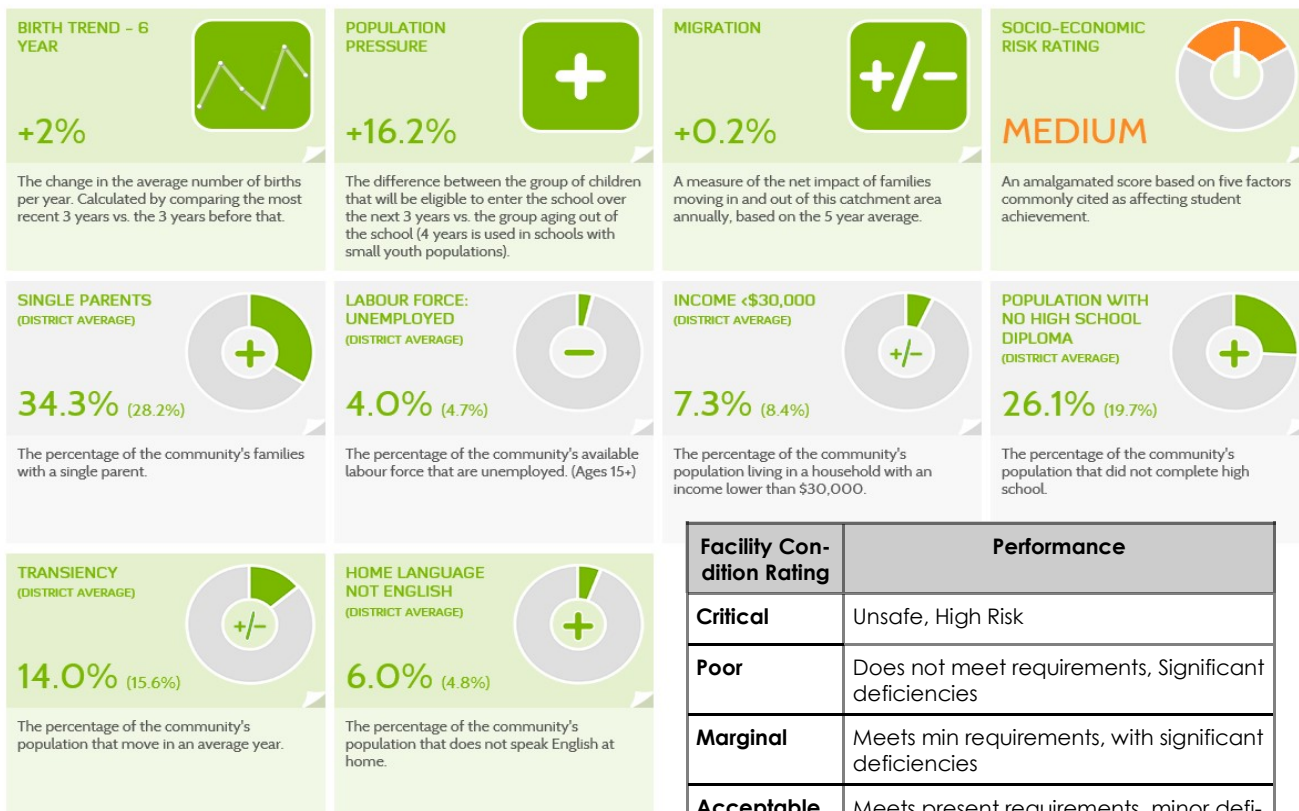 BIRTH TREND - 6
YEAR
+2%
The change in the average number of births
per year. Calculated by comparing the most
recent 3 years vs. the 3 years before that.
POPULATION
PRESSURE
+
+16.2%
The difference between the group of children
that will be eligible to enter the school over
the next 3 years vs. the group aging out of
the school (4 years is used in schools with
small youth populations).
MIGRATION
+/-
+0.2%
A measure of the net impact of families
moving in and out of this catchment area
annually, based on the 5 year average.
SOCIO-ECONOMIC
RISK RATING
MEDIUM
An amalgamated score based on five factors
commonly cited as affecting student
achievement.
SINGLE PARENTS
(DISTRICT AVERAGE)
+
34.3% (28.2%)
The percentage of the community's families
with a single parent.
LABOUR FORCE:
UNEMPLOYED
(DISTRICT AVERAGE)
-
4.0% (4.7%)
The percentage of the community's available
labour force that are unemployed. (Ages 15+)
INCOME <$30,000
(DISTRICT AVERAGE)
+/-
7.3% (8.4%)
The percentage of the community's
population living in a household with an
income lower than $30,000.
POPULATION WITH
NO HIGH SCHOOL
DIPLOMA
(DISTRICT AVERAGE)
+
26.1% (19.7%)
The percentage of the community's
population that did not complete high
school.
TRANSIENCY
(DISTRICT AVERAGE)
+/-
14.0% (15.6%)
The percentage of the community's
population that move in an average year.
HOME LANGUAGE
NOT ENGLISH
(DISTRICT AVERAGE)
+
6.0% (4.8%)
The percentage of the community's
population that does not speak English at
home.
Facility Con-
dition Rating
Performance
Critical
Unsafe, High Risk
Poor
Does not meet requirements, Significant
deficiencies
Marginal
Meets min requirements, with significant
deficiencies
Acceptable
Meets present requirements, minor defi-